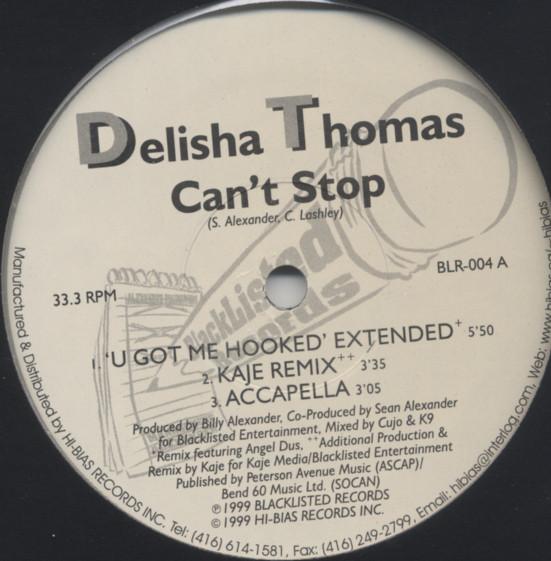 Delisha Thomas
Can't Stop
(S. Alexander, C. Lashley)
BlackListed
Records
33.3 RPM
BLR-004 A
1. 'U GOT ME HOOKED' EXTENDED+ 5'50
2. KAJE REMIX++ 3'35
3. ACCAPELLA 3'05
Produced by Billy Alexander, Co-Produced by Sean Alexander
for Blacklisted Entertainment, Mixed by Cujo & K9
+Remix featuring Angel Dus, ++Additional Production &
Remix by Kaje for Kaje Media/Blacklisted Entertainment
Published by Peterson Avenue Music (ASCAP)/
Bend 60 Music Ltd. (SOCAN)
℗ 1999 BLACKLISTED RECORDS
© 1999 HI-BIAS RECORDS INC.
Manufactured & Distributed by HI-BIAS RECORDS INC. Tel: (416) 614-1581, Fax: (416) 249-2799, Email: hibias@interlog.com, Web: www.